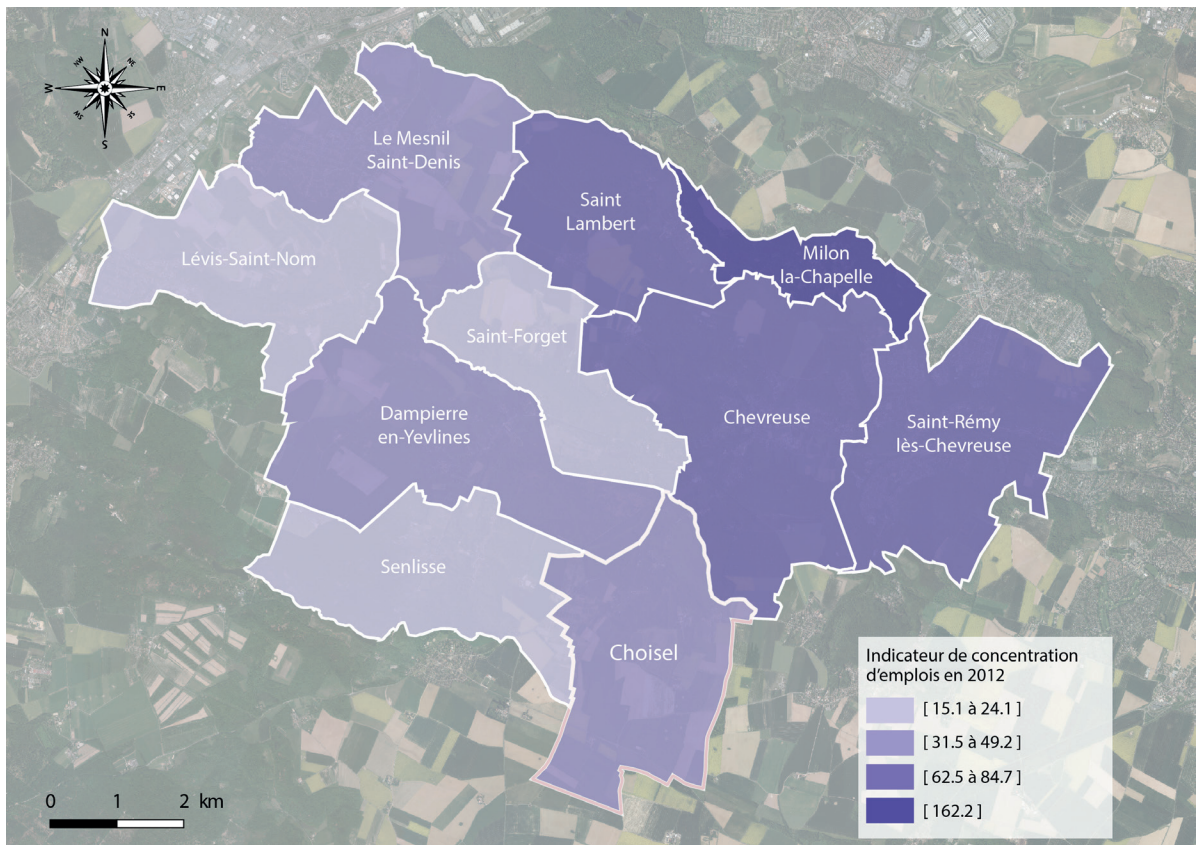 N
NW
NE
W
E
SW
SE
S
Le Mesnil
Saint-Denis
Saint
Lambert
Milon
la-Chapelle
Lévis-Saint-Nom
Saint-Forget
Dampierre
en-Yevlines
Chevreuse
Saint-Rémy
lès-Chevreuse
Senlisse
Choisel
Indicateur de concentration
d'emplois en 2012
[ 15.1 à 24.1 ]
[ 31.5 à 49.2 ]
[ 62.5 à 84.7 ]
[ 162.2 ]
0 1 2 km